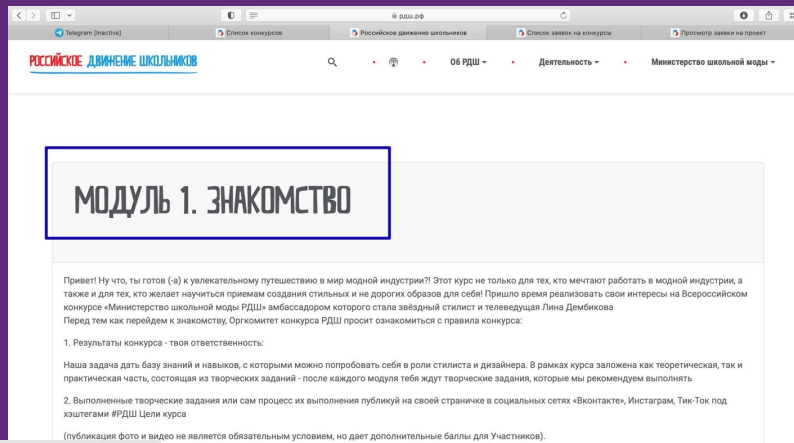 рдш.рф
Telegram [Inactive]
Список конкурсов
Российское движение школьников
Список заявок на конкурсы
Просмотр заявки на проект
РОССИЙСКОЕ ДВИЖЕНИЕ ШКОЛЬНИКОВ
Об РДШ
Деятельность
Министерство школьной моды
МОДУЛЬ 1. ЗНАКОМСТВО
Привет! Ну что, ты готов (-а) к увлекательному путешествию в мир модной индустрии?! Этот курс не только для тех, кто мечтают работать в модной индустрии, а
также и для тех, кто желает научиться приемам создания стильных и не дорогих образов для себя! Пришло время реализовать свои интересы на Всероссийском
конкурсе «Министерство школьной моды РДШ» амбассадором которого стала звёздный стилист и телеведущая Лина Дембикова
Перед тем как перейдем к знакомству, Оргкомитет конкурса РДШ просит ознакомиться с правила конкурса:
1. Результаты конкурса - твоя ответственность:
Наша задача дать базу знаний и навыков, с которыми можно попробовать себя в роли стилиста и дизайнера. В рамках курса заложена как теоретическая, так и
практическая часть, состоящая из творческих заданий - после каждого модуля тебя ждут творческие задания, которые мы рекомендуем выполнять
2. Выполненные творческие задания или сам процесс их выполнения публикуй на своей страничке в социальных сетях «Вконтакте», Инстаграм, Тик-Ток под
хэштегами #РДШ Цели курса
(публикация фото и видео не является обязательным условием, но дает дополнительные баллы для Участников).